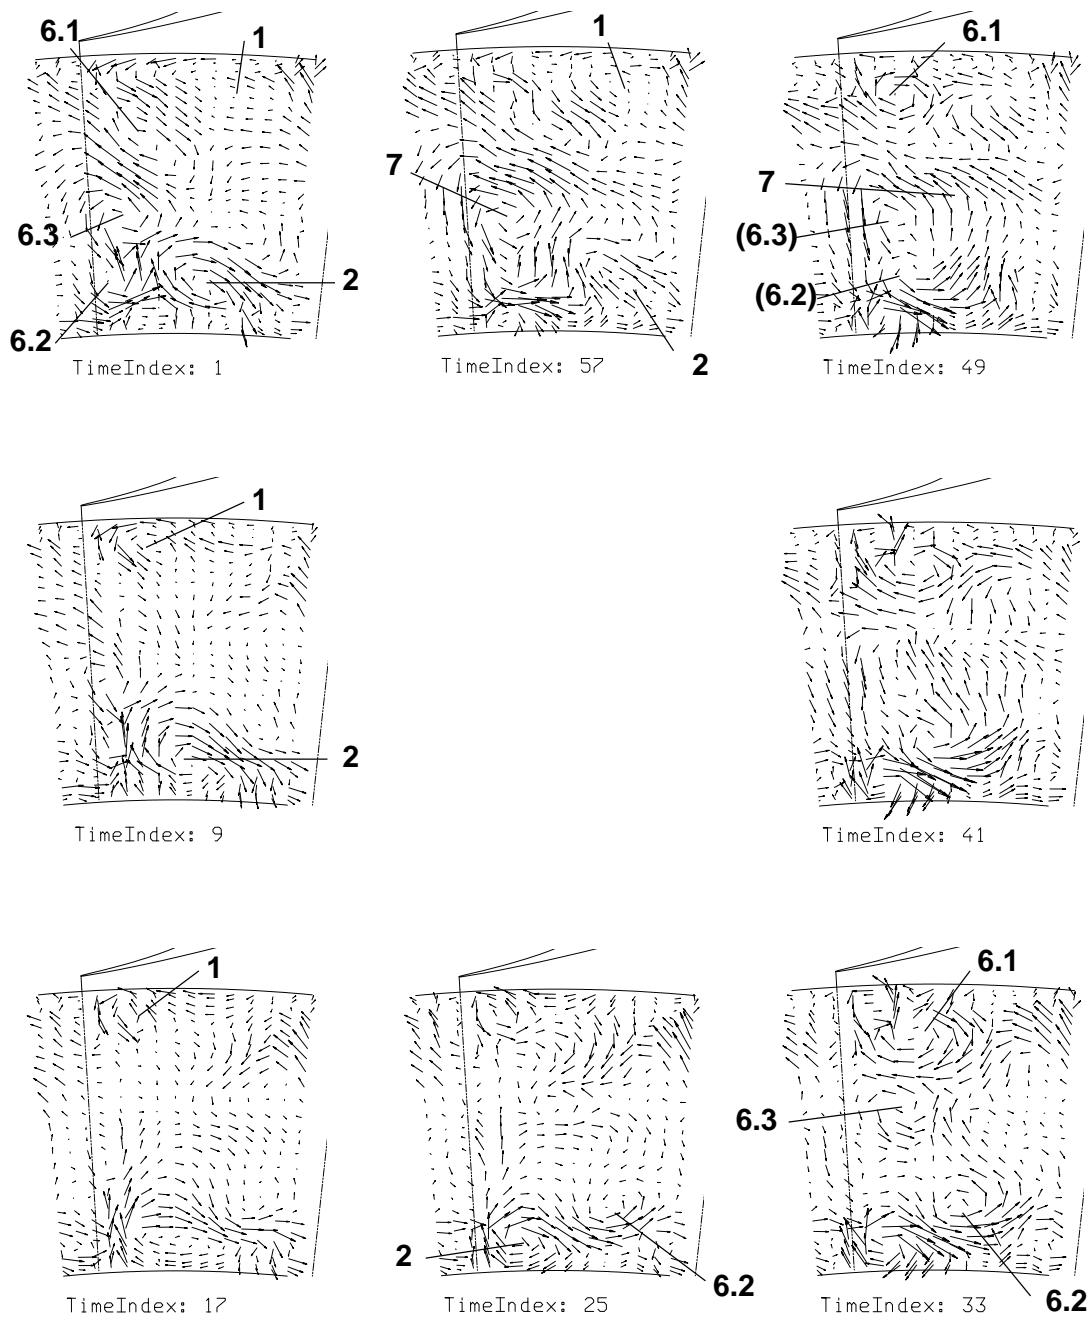 6.1
1
6.3
2
6.2
TimeIndex: 1
1
7
2
TimeIndex: 57
6.1
7
(6.3)
(6.2)
TimeIndex: 49
1
2
TimeIndex: 9
TimeIndex: 41
1
TimeIndex: 17
2
6.2
TimeIndex: 25
6.1
6.3
6.2
TimeIndex: 33